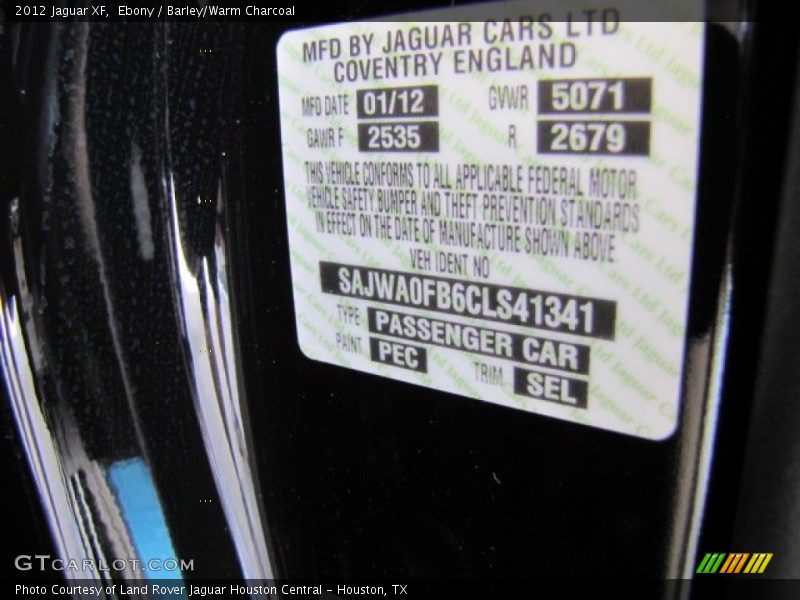 2012 Jaguar XF, Ebony / Barley/Warm Charcoal
MFD BY JAGUAR CARS LTD
COVENTRY ENGLAND
MFD DATE 01/12 GVWR 5071
GAWR F 2535 R 2679
THIS VEHICLE CONFORMS TO ALL APPLICABLE FEDERAL MOTOR
VEHICLE SAFETY BUMPER AND THEFT PREVENTION STANDARDS
IN EFFECT ON THE DATE OF MANUFACTURE SHOWN ABOVE
VEH IDENT NO
SAJWA0FB6CLS41341
TYPE PASSENGER CAR
PAINT PEC TRIM SEL
GTCARLOT.COM
Photo Courtesy of Land Rover Jaguar Houston Central - Houston, TX